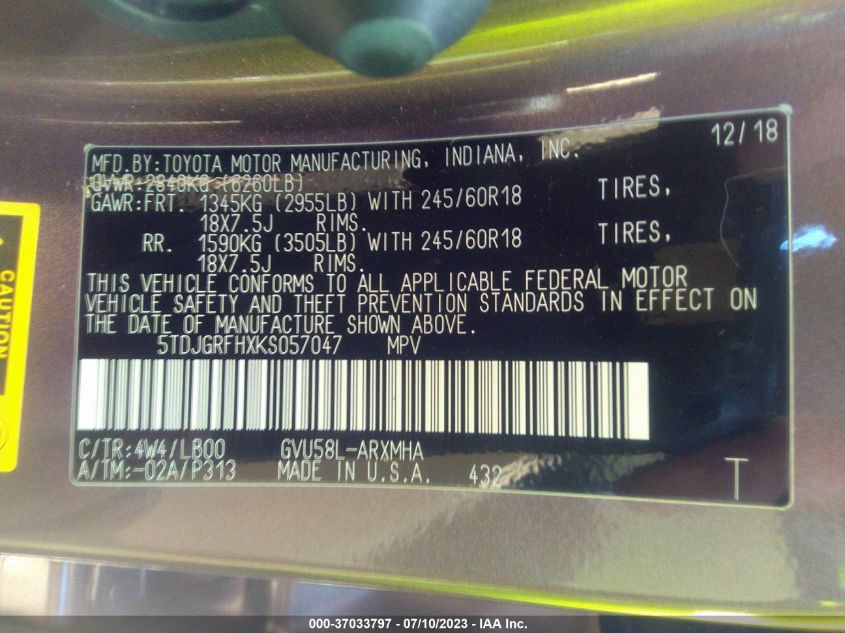 12/18
MFD.BY:TOYOTA MOTOR MANUFACTURING, INDIANA, INC.
GVWR:2840KG (6260LB)
GAWR:FRT. 1345KG (2955LB) WITH 245/60R18 TIRES,
18X7.5J RIMS.
RR. 1590KG (3505LB) WITH 245/60R18 TIRES,
18X7.5J RIMS.
THIS VEHICLE CONFORMS TO ALL APPLICABLE FEDERAL MOTOR
VEHICLE SAFETY AND THEFT PREVENTION STANDARDS IN EFFECT ON
THE DATE OF MANUFACTURE SHOWN ABOVE.
5TDJGRFHXKS057047 MPV
C/TR:4W4/LB00 GVU58L-ARXMHA
A/TM:-02A/P313 MADE IN U.S.A. 432 T
CAUTION
000-37033797 - 07/10/2023 - IAA Inc.